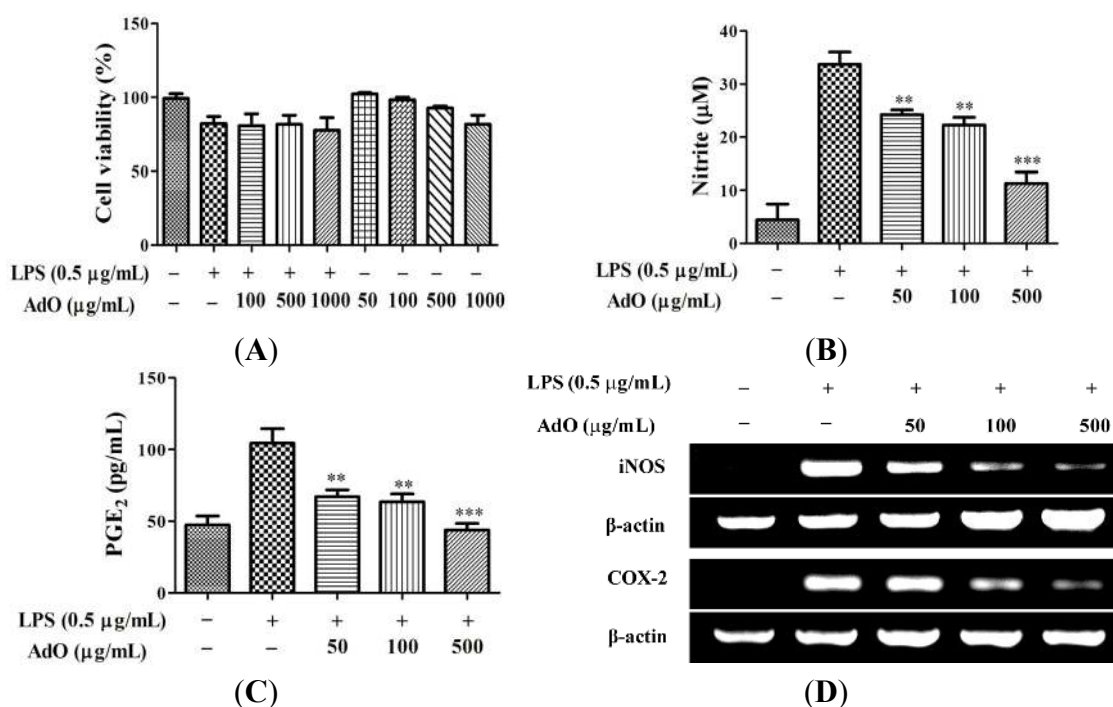 150
100
50
0
Cell viability (%)
LPS (0.5 μg/mL) – + + + + – – – –
AdO (μg/mL) – – 100 500 1000 50 100 500 1000
(A)
40
30
20
10
0
Nitrite (μM)
** ** ***
LPS (0.5 μg/mL) – + + + +
AdO (μg/mL) – – 50 100 500
(B)
150
100
50
0
PGE₂ (pg/mL)
** ** ***
LPS (0.5 μg/mL) – + + + +
AdO (μg/mL) – – 50 100 500
(C)
LPS (0.5 μg/mL) – + + + +
AdO (μg/mL) – – 50 100 500
iNOS
β-actin
COX-2
β-actin
(D)